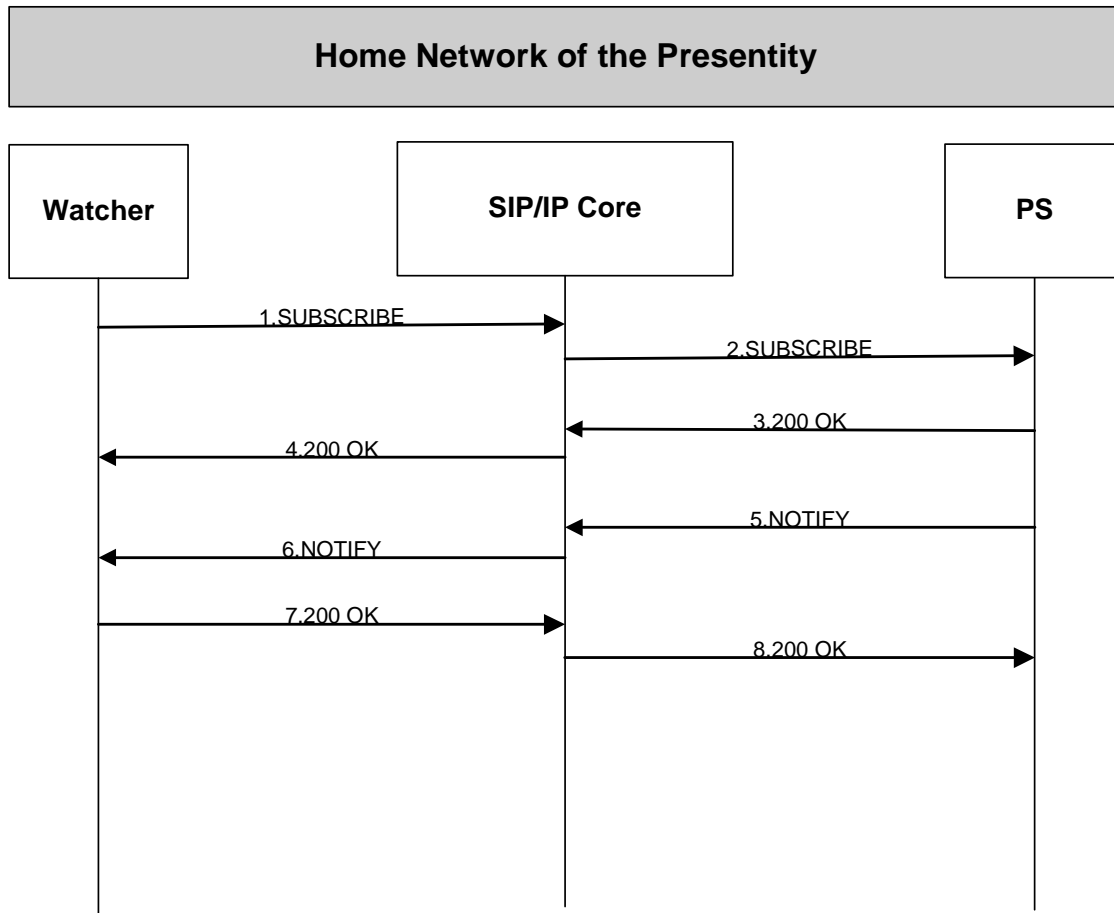 Home Network of the Presentity
Watcher
SIP/IP Core
PS
1.SUBSCRIBE
2.SUBSCRIBE
3.200 OK
4.200 OK
5.NOTIFY
6.NOTIFY
7.200 OK
8.200 OK